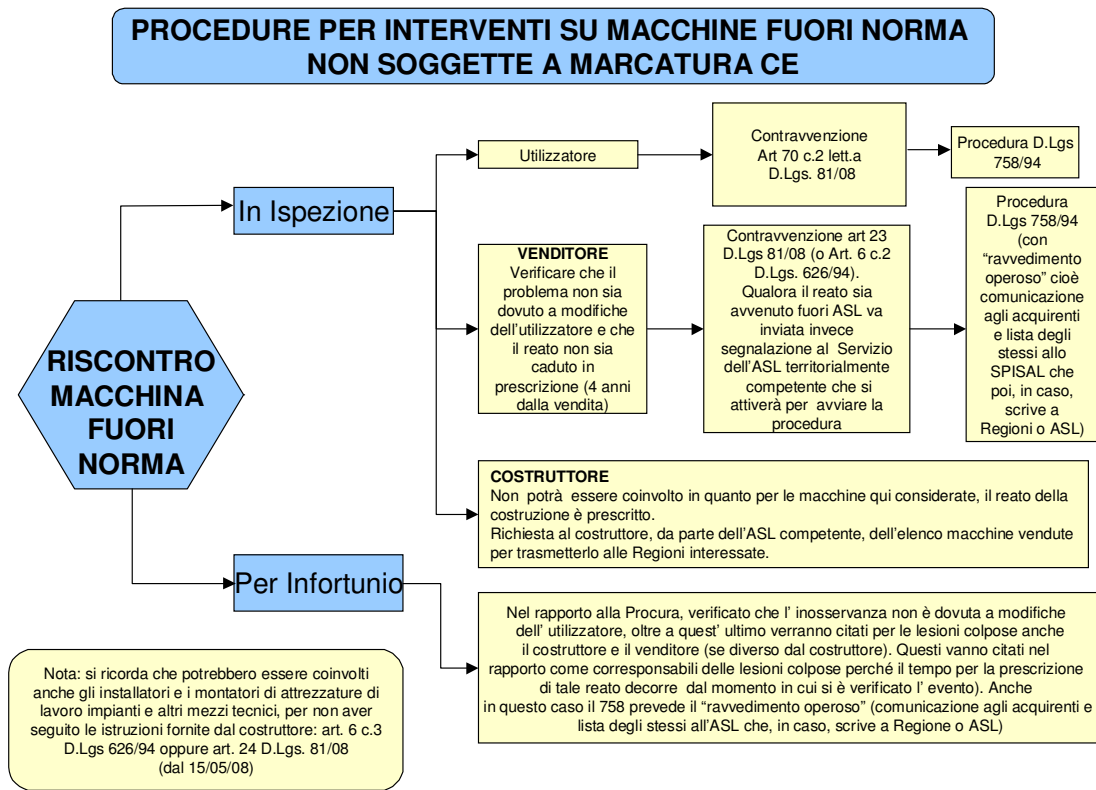 PROCEDURE PER INTERVENTI SU MACCHINE FUORI NORMA
NON SOGGETTE A MARCATURA CE
RISCONTRO
MACCHINA
FUORI
NORMA
In Ispezione
Utilizzatore
Contravvenzione
Art 70 c.2 lett.a
D.Lgs. 81/08
Procedura D.Lgs
758/94
VENDITORE
Verificare che il
problema non sia
dovuto a modifiche
dell'utilizzatore e che
il reato non sia
caduto in
prescrizione (4 anni
dalla vendita)
Contravvenzione art 23
D.Lgs 81/08 (o Art. 6 c.2
D.Lgs. 626/94).
Qualora il reato sia
avvenuto fuori ASL va
inviata invece
segnalazione al Servizio
dell'ASL territorialmente
competente che si
attiverà per avviare la
procedura
Procedura
D.Lgs 758/94
(con
"ravvedimento
operoso" cioè
comunicazione
agli acquirenti
e lista degli
stessi allo
SPISAL che
poi, in caso,
scrive a
Regioni o ASL)
COSTRUTTORE
Non potrà essere coinvolto in quanto per le macchine qui considerate, il reato della
costruzione è prescritto.
Richiesta al costruttore, da parte dell'ASL competente, dell'elenco macchine vendute
per trasmetterlo alle Regioni interessate.
Per Infortunio
Nel rapporto alla Procura, verificato che l' inosservanza non è dovuta a modifiche
dell' utilizzatore, oltre a quest' ultimo verranno citati per le lesioni colpose anche
il costruttore e il venditore (se diverso dal costruttore). Questi vanno citati nel
rapporto come corresponsabili delle lesioni colpose perché il tempo per la prescrizione
di tale reato decorre dal momento in cui si è verificato l' evento). Anche
in questo caso il 758 prevede il "ravvedimento operoso" (comunicazione agli acquirenti e
lista degli stessi all'ASL che, in caso, scrive a Regione o ASL)
Nota: si ricorda che potrebbero essere coinvolti
anche gli installatori e i montatori di attrezzature di
lavoro impianti e altri mezzi tecnici, per non aver
seguito le istruzioni fornite dal costruttore: art. 6 c.3
D.Lgs 626/94 oppure art. 24 D.Lgs. 81/08
(dal 15/05/08)